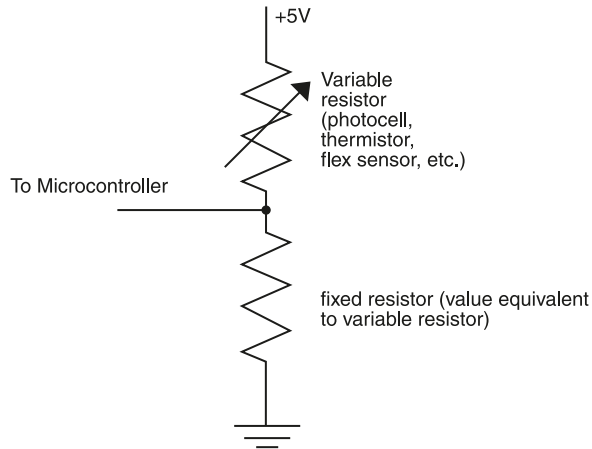 +5V
Variable
resistor
(photocell,
thermistor,
flex sensor, etc.)
To Microcontroller
fixed resistor (value equivalent
to variable resistor)